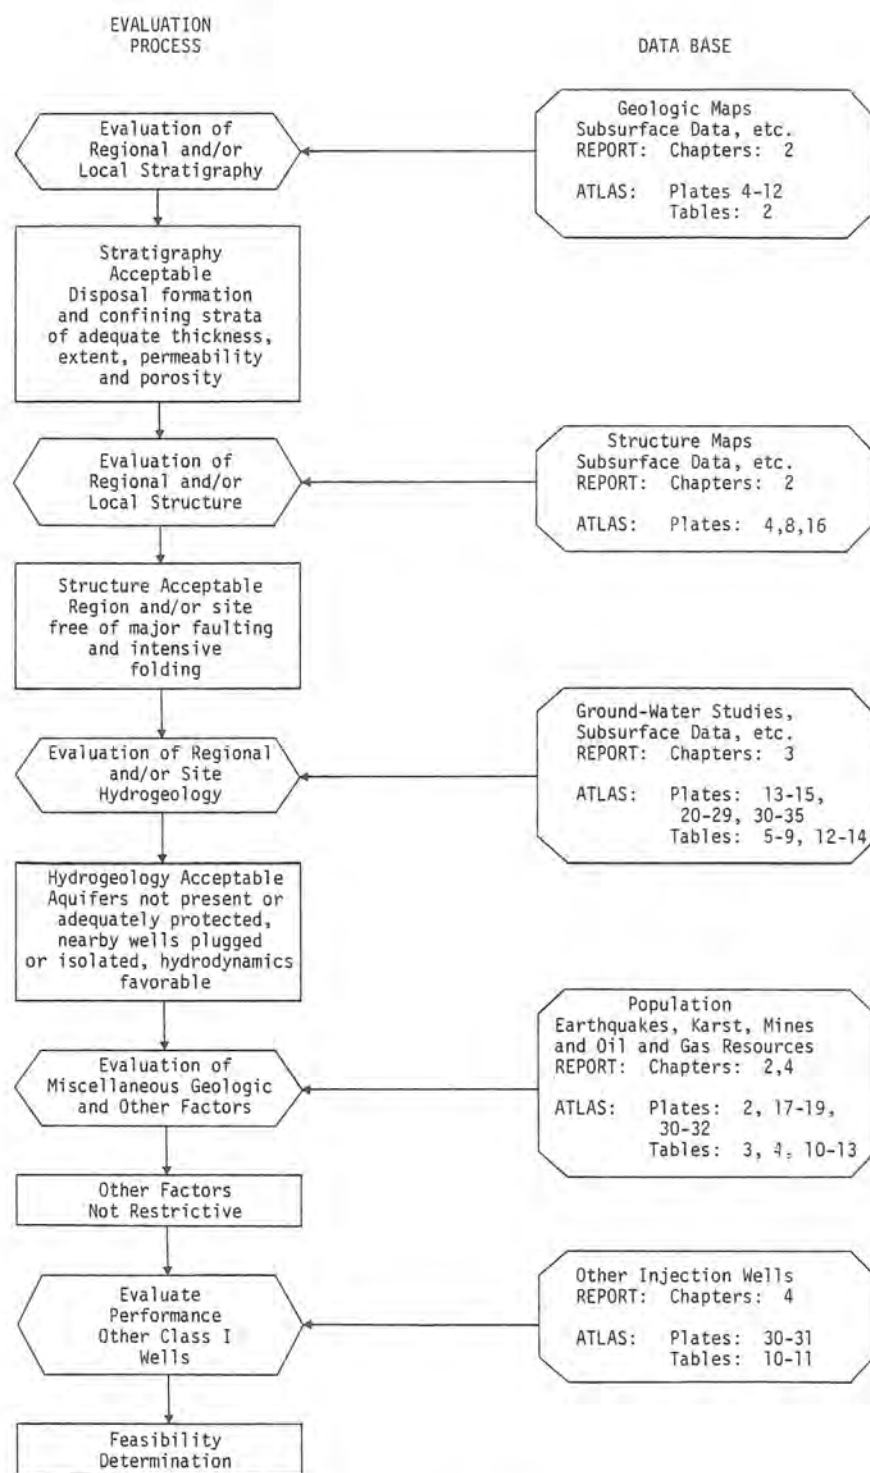 EVALUATION
PROCESS
DATA BASE
Evaluation of
Regional and/or
Local Stratigraphy
Geologic Maps
Subsurface Data, etc.
REPORT: Chapters: 2
ATLAS: Plates 4-12
Tables: 2
Stratigraphy
Acceptable
Disposal formation
and confining strata
of adequate thickness,
extent, permeability
and porosity
Evaluation of
Regional and/or
Local Structure
Structure Maps
Subsurface Data, etc.
REPORT: Chapters: 2
ATLAS: Plates: 4,8,16
Structure Acceptable
Region and/or site
free of major faulting
and intensive
folding
Evaluation of Regional
and/or Site
Hydrogeology
Ground-Water Studies,
Subsurface Data, etc.
REPORT: Chapters: 3
ATLAS: Plates: 13-15,
20-29, 30-35
Tables: 5-9, 12-14
Hydrogeology Acceptable
Aquifers not present or
adequately protected,
nearby wells plugged
or isolated, hydrodynamics
favorable
Evaluation of
Miscellaneous Geologic
and Other Factors
Population
Earthquakes, Karst, Mines
and Oil and Gas Resources
REPORT: Chapters: 2,4
ATLAS: Plates: 2, 17-19,
30-32
Tables: 3, 4, 10-13
Other Factors
Not Restrictive
Evaluate
Performance
Other Class I
Wells
Other Injection Wells
REPORT: Chapters: 4
ATLAS: Plates: 30-31
Tables: 10-11
Feasibility
Determination